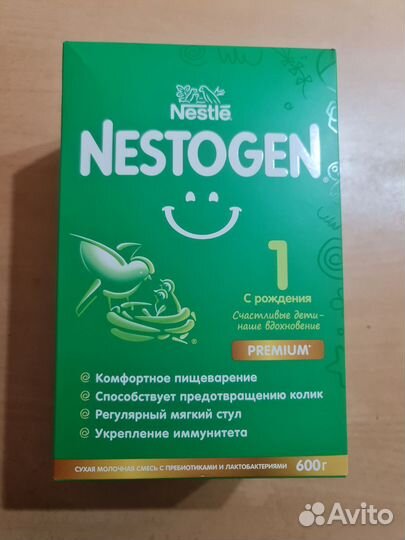 Nestlé
NESTOGEN®
1
С рождения
Счастливые дети-
наше вдохновение
PREMIUM*
®
Комфортное пищеварение
Способствует предотвращению колик
Регулярный мягкий стул
Укрепление иммунитета
СУХАЯ МОЛОЧНАЯ СМЕСЬ С ПРЕБИОТИКАМИ И ЛАКТОБАКТЕРИЯМИ 600 г
Avito